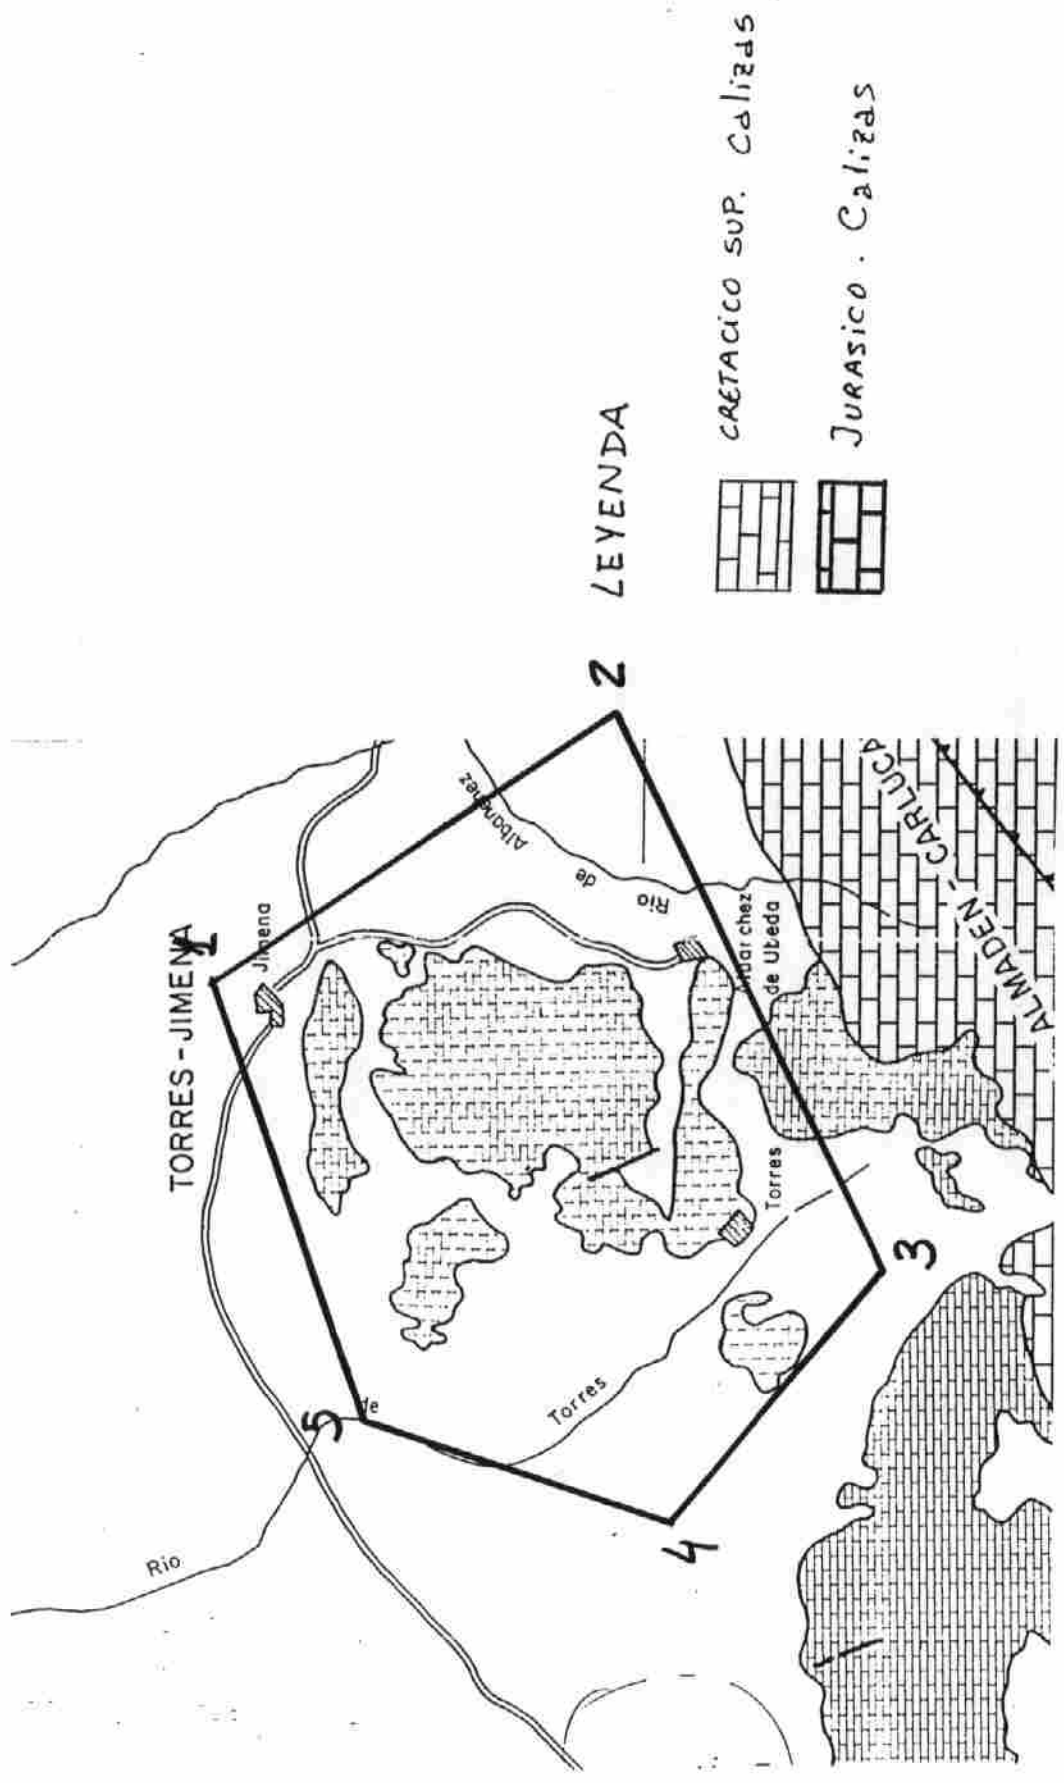 TORRES-JIMENA
1
Jimena
2
Rio
de
Albanchez
de Ubeda
Torres
3
ALMADEN - CARLUCA
4
5
Rio
de
Torres
LEYENDA
CRETACICO SUP. Calizas
JURASICO. Calizas